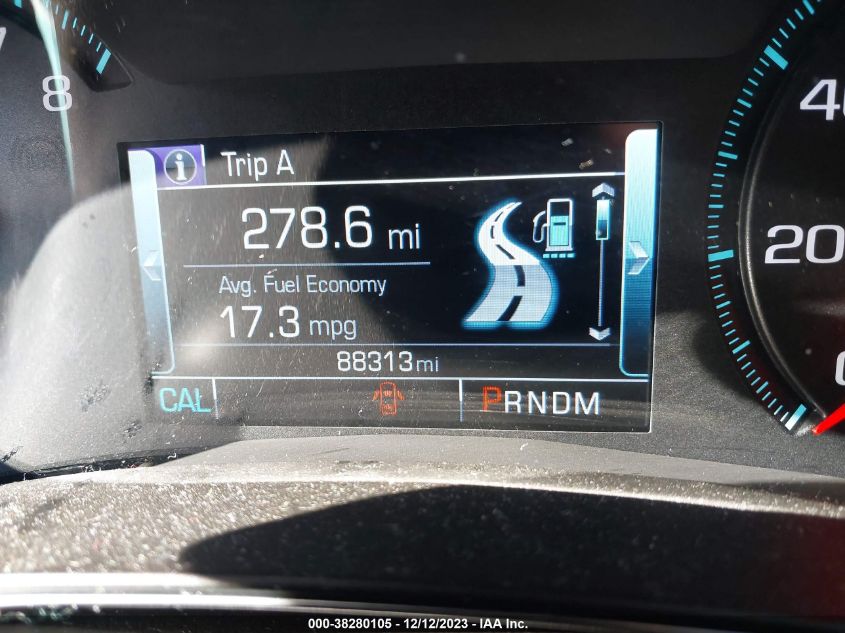 8
40
Trip A
278.6 mi
20
Avg. Fuel Economy
17.3 mpg
88313mi
CAL
PRNDM
000-38280105 - 12/12/2023 - IAA Inc.